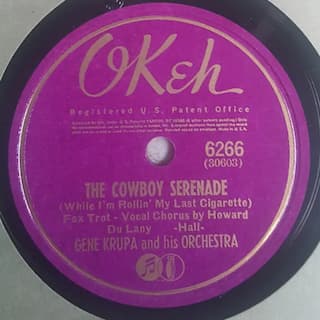 OKeh
Registered U.S. Patent Office
6266
(30603)
THE COWBOY SERENADE
(While I'm Rollin' My Last Cigarette)
Fox Trot - Vocal Chorus by Howard
Du Lany -Hall-
GENE KRUPA and his ORCHESTRA